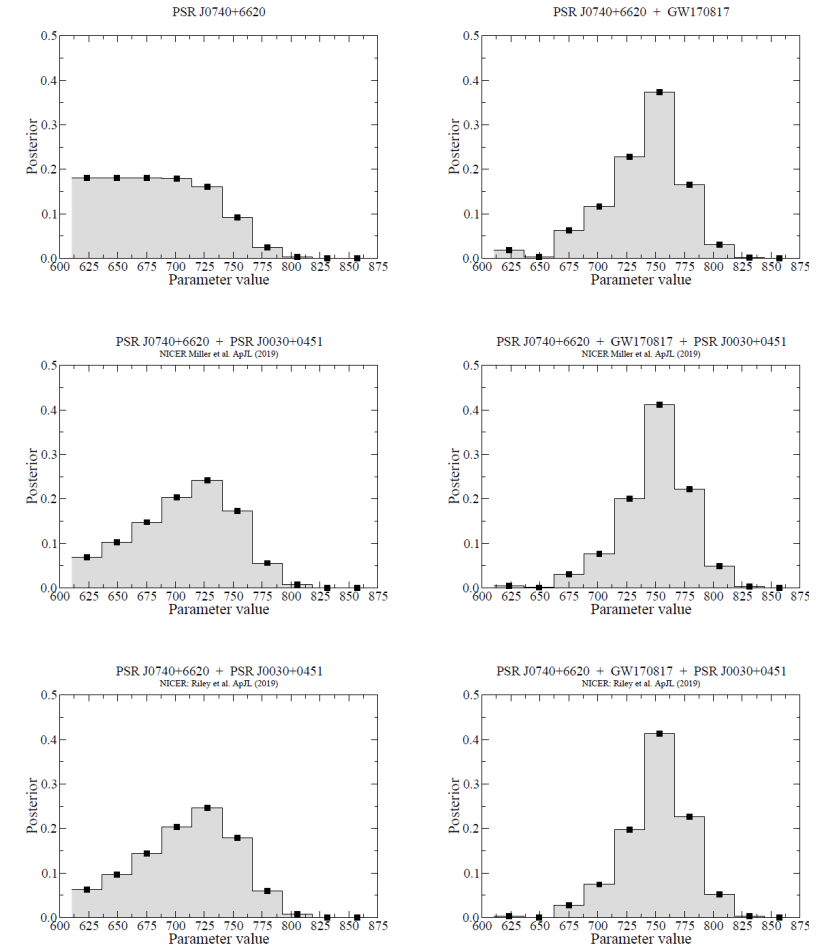 PSR J0740+6620
0.5
0.4
0.3
0.2
0.1
0.0
Posterior
600 625 650 675 700 725 750 775 800 825 850 875
Parameter value
PSR J0740+6620 + GW170817
0.5
0.4
0.3
0.2
0.1
0.0
Posterior
600 625 650 675 700 725 750 775 800 825 850 875
Parameter value
PSR J0740+6620 + PSR J0030+0451
NICER Miller et al. ApJL (2019)
0.5
0.4
0.3
0.2
0.1
0.0
Posterior
600 625 650 675 700 725 750 775 800 825 850 875
Parameter value
PSR J0740+6620 + GW170817 + PSR J0030+0451
NICER Miller et al. ApJL (2019)
0.5
0.4
0.3
0.2
0.1
0.0
Posterior
600 625 650 675 700 725 750 775 800 825 850 875
Parameter value
PSR J0740+6620 + PSR J0030+0451
NICER: Riley et al. ApJL (2019)
0.5
0.4
0.3
0.2
0.1
0.0
Posterior
600 625 650 675 700 725 750 775 800 825 850 875
Parameter value
PSR J0740+6620 + GW170817 + PSR J0030+0451
NICER: Riley et al. ApJL (2019)
0.5
0.4
0.3
0.2
0.1
0.0
Posterior
600 625 650 675 700 725 750 775 800 825 850 875
Parameter value